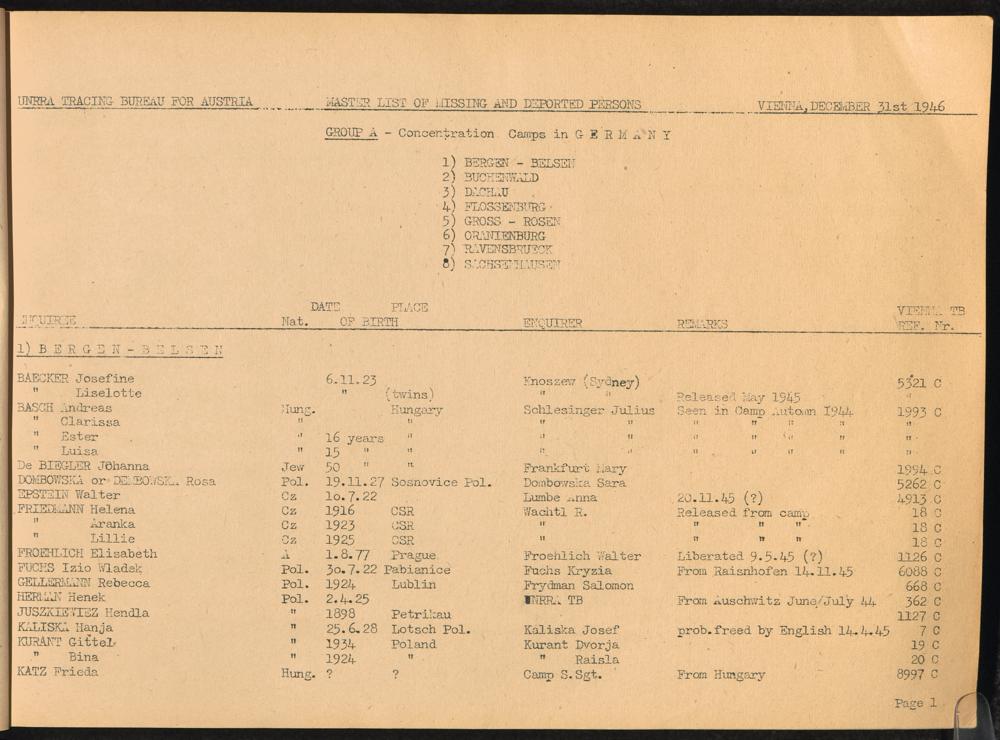 UNRRA TRACING BUREAU FOR AUSTRIA MASTER LIST OF MISSING AND DEPORTED PERSONS VIENNA, DECEMBER 31st 1946
GROUP A - Concentration Camps in G E R M A N Y
1) BERGEN - BELSEN
2) BUCHENWALD
3) DACHAU
4) FLOSSENBURG
5) GROSS - ROSEN
6) ORANIENBURG
7) RAVENSBRUECK
8) SACHSENHAUSEN
DATE PLACE VIENNA TB
ENQUIREE Nat. OF BIRTH ENQUIRER REMARKS REF. Nr.
1) B E R G E N - B E L S E N
BAECKER Josefine 6.11.23 Knoszew (Sydney) 5321 C
" Liselotte " (twins) " " Released May 1945 "
BASCH Andreas Hung. Hungary Schlesinger Julius Seen in Camp Automn 1944 1993 C
" Clarissa " " " " " " " " "
" Ester " 16 years " " " " " " " "
" Luisa " 15 " " " " " " " " "
De BIEGLER Johanna Jew 50 " " Frankfurt Mary 1994 C
DOMBOWSKA or DEMBOWSKA Rosa Pol. 19.11.27 Sosnovice Pol. Dombowska Sara 5262 C
EPSTEIN Walter Cz 1o.7.22 Lumbe Anna 20.11.45 (?) 4913 C
FRIEDMANN Helena Cz 1916 CSR Wachtl R. Released from camp 18 C
" Aranka Cz 1923 CSR " " " " 18 C
" Lillie Cz 1925 CSR " " " " 18 C
FROEHLICH Elisabeth A 1.8.77 Prague Froehlich Walter Liberated 9.5.45 (?) 1126 C
FUCHS Izio Wladek Pol. 3o.7.22 Pabianice Fuchs Kryzia From Raisnhofen 14.11.45 6088 C
GELLERMANN Rebecca Pol. 1924 Lublin Frydman Salomon 668 C
HERMAN Henek Pol. 2.4.25 UNRRA TB From Auschwitz June/July 44 362 C
JUSZKIEWIEZ Hendla " 1898 Petrikau 1127 C
KALISKA Hanja " 25.6.28 Lotsch Pol. Kaliska Josef prob.freed by English 14.4.45 7 C
KURANT Gittel " 1934 Poland Kurant Dvorja 19 C
" Bina " 1924 " " Raisla 20 C
KATZ Frieda Hung. ? ? Camp S.Sgt. From Hungary 8997 C
Page 1